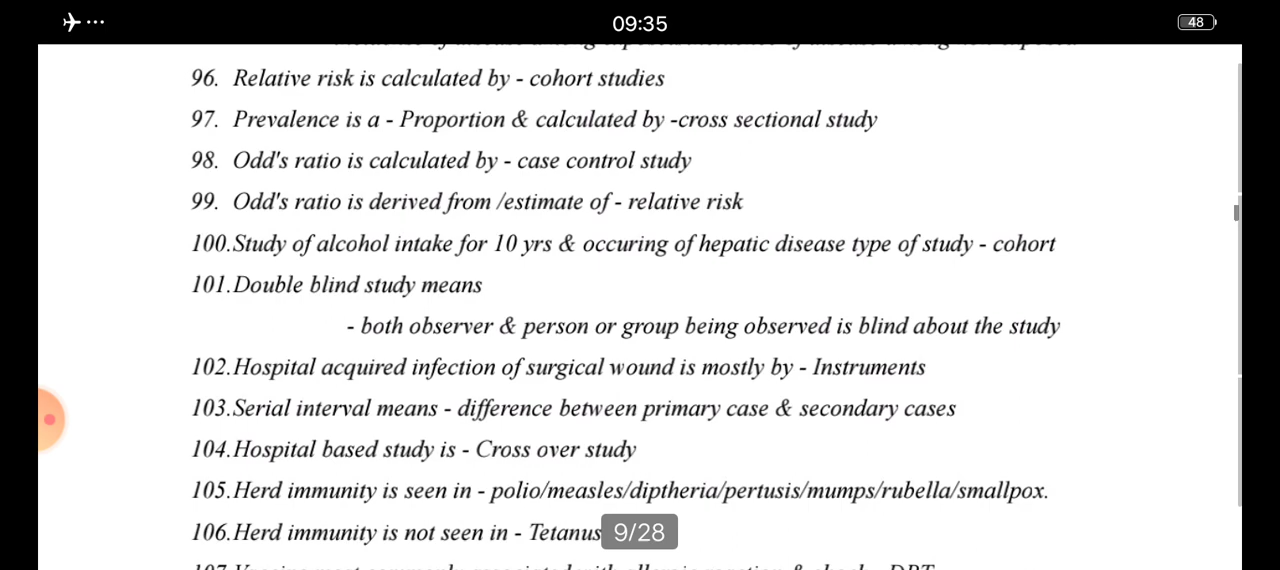 09:35
48
96. Relative risk is calculated by - cohort studies
97. Prevalence is a - Proportion & calculated by -cross sectional study
98. Odd's ratio is calculated by - case control study
99. Odd's ratio is derived from /estimate of - relative risk
100.Study of alcohol intake for 10 yrs & occuring of hepatic disease type of study - cohort
101.Double blind study means
- both observer & person or group being observed is blind about the study
102.Hospital acquired infection of surgical wound is mostly by - Instruments
103.Serial interval means - difference between primary case & secondary cases
104.Hospital based study is - Cross over study
105.Herd immunity is seen in - polio/measles/diptheria/pertusis/mumps/rubella/smallpox.
106.Herd immunity is not seen in - Tetanus
9/28